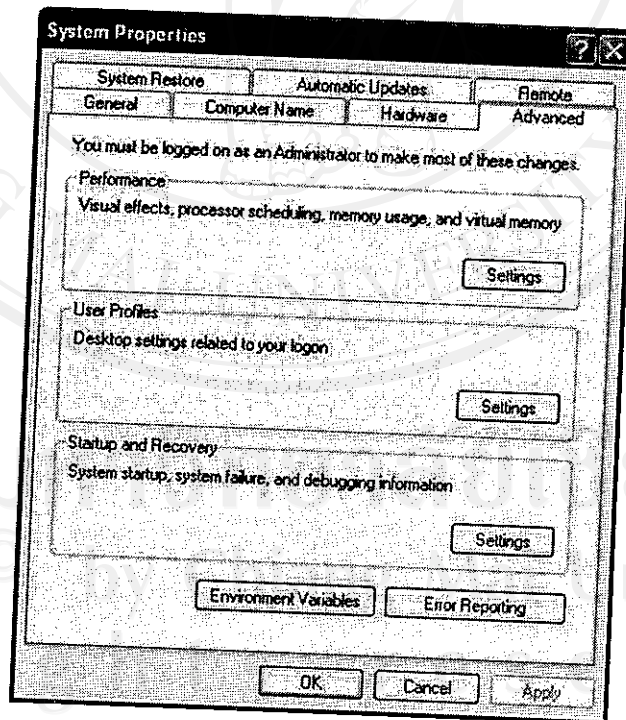 System Properties
System Restore Automatic Updates Remote
General Computer Name Hardware Advanced
You must be logged on as an Administrator to make most of these changes.
Performance
Visual effects, processor scheduling, memory usage, and virtual memory
Settings
User Profiles
Desktop settings related to your logon
Settings
Startup and Recovery
System startup, system failure, and debugging information
Settings
Environment Variables Error Reporting
OK Cancel Apply